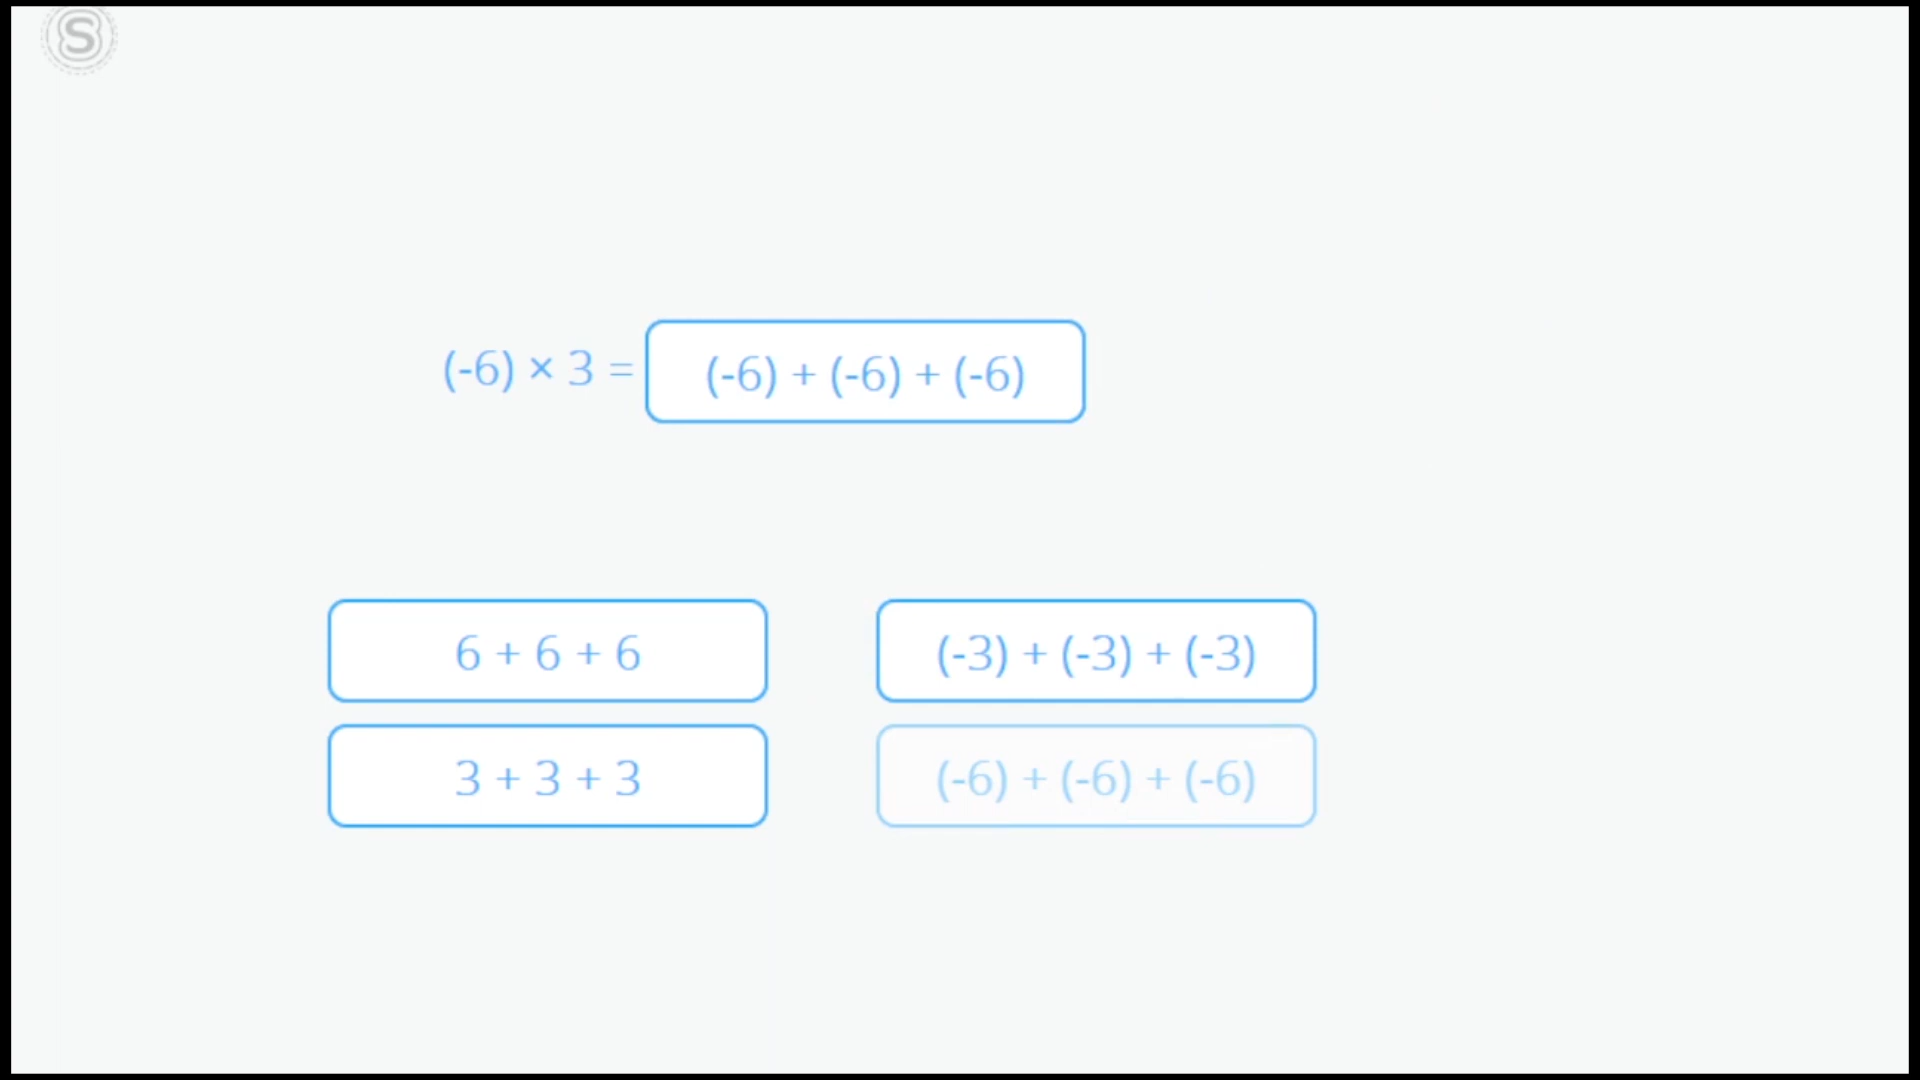 S
(-6) × 3 = (-6) + (-6) + (-6)
6 + 6 + 6
(-3) + (-3) + (-3)
3 + 3 + 3
(-6) + (-6) + (-6)